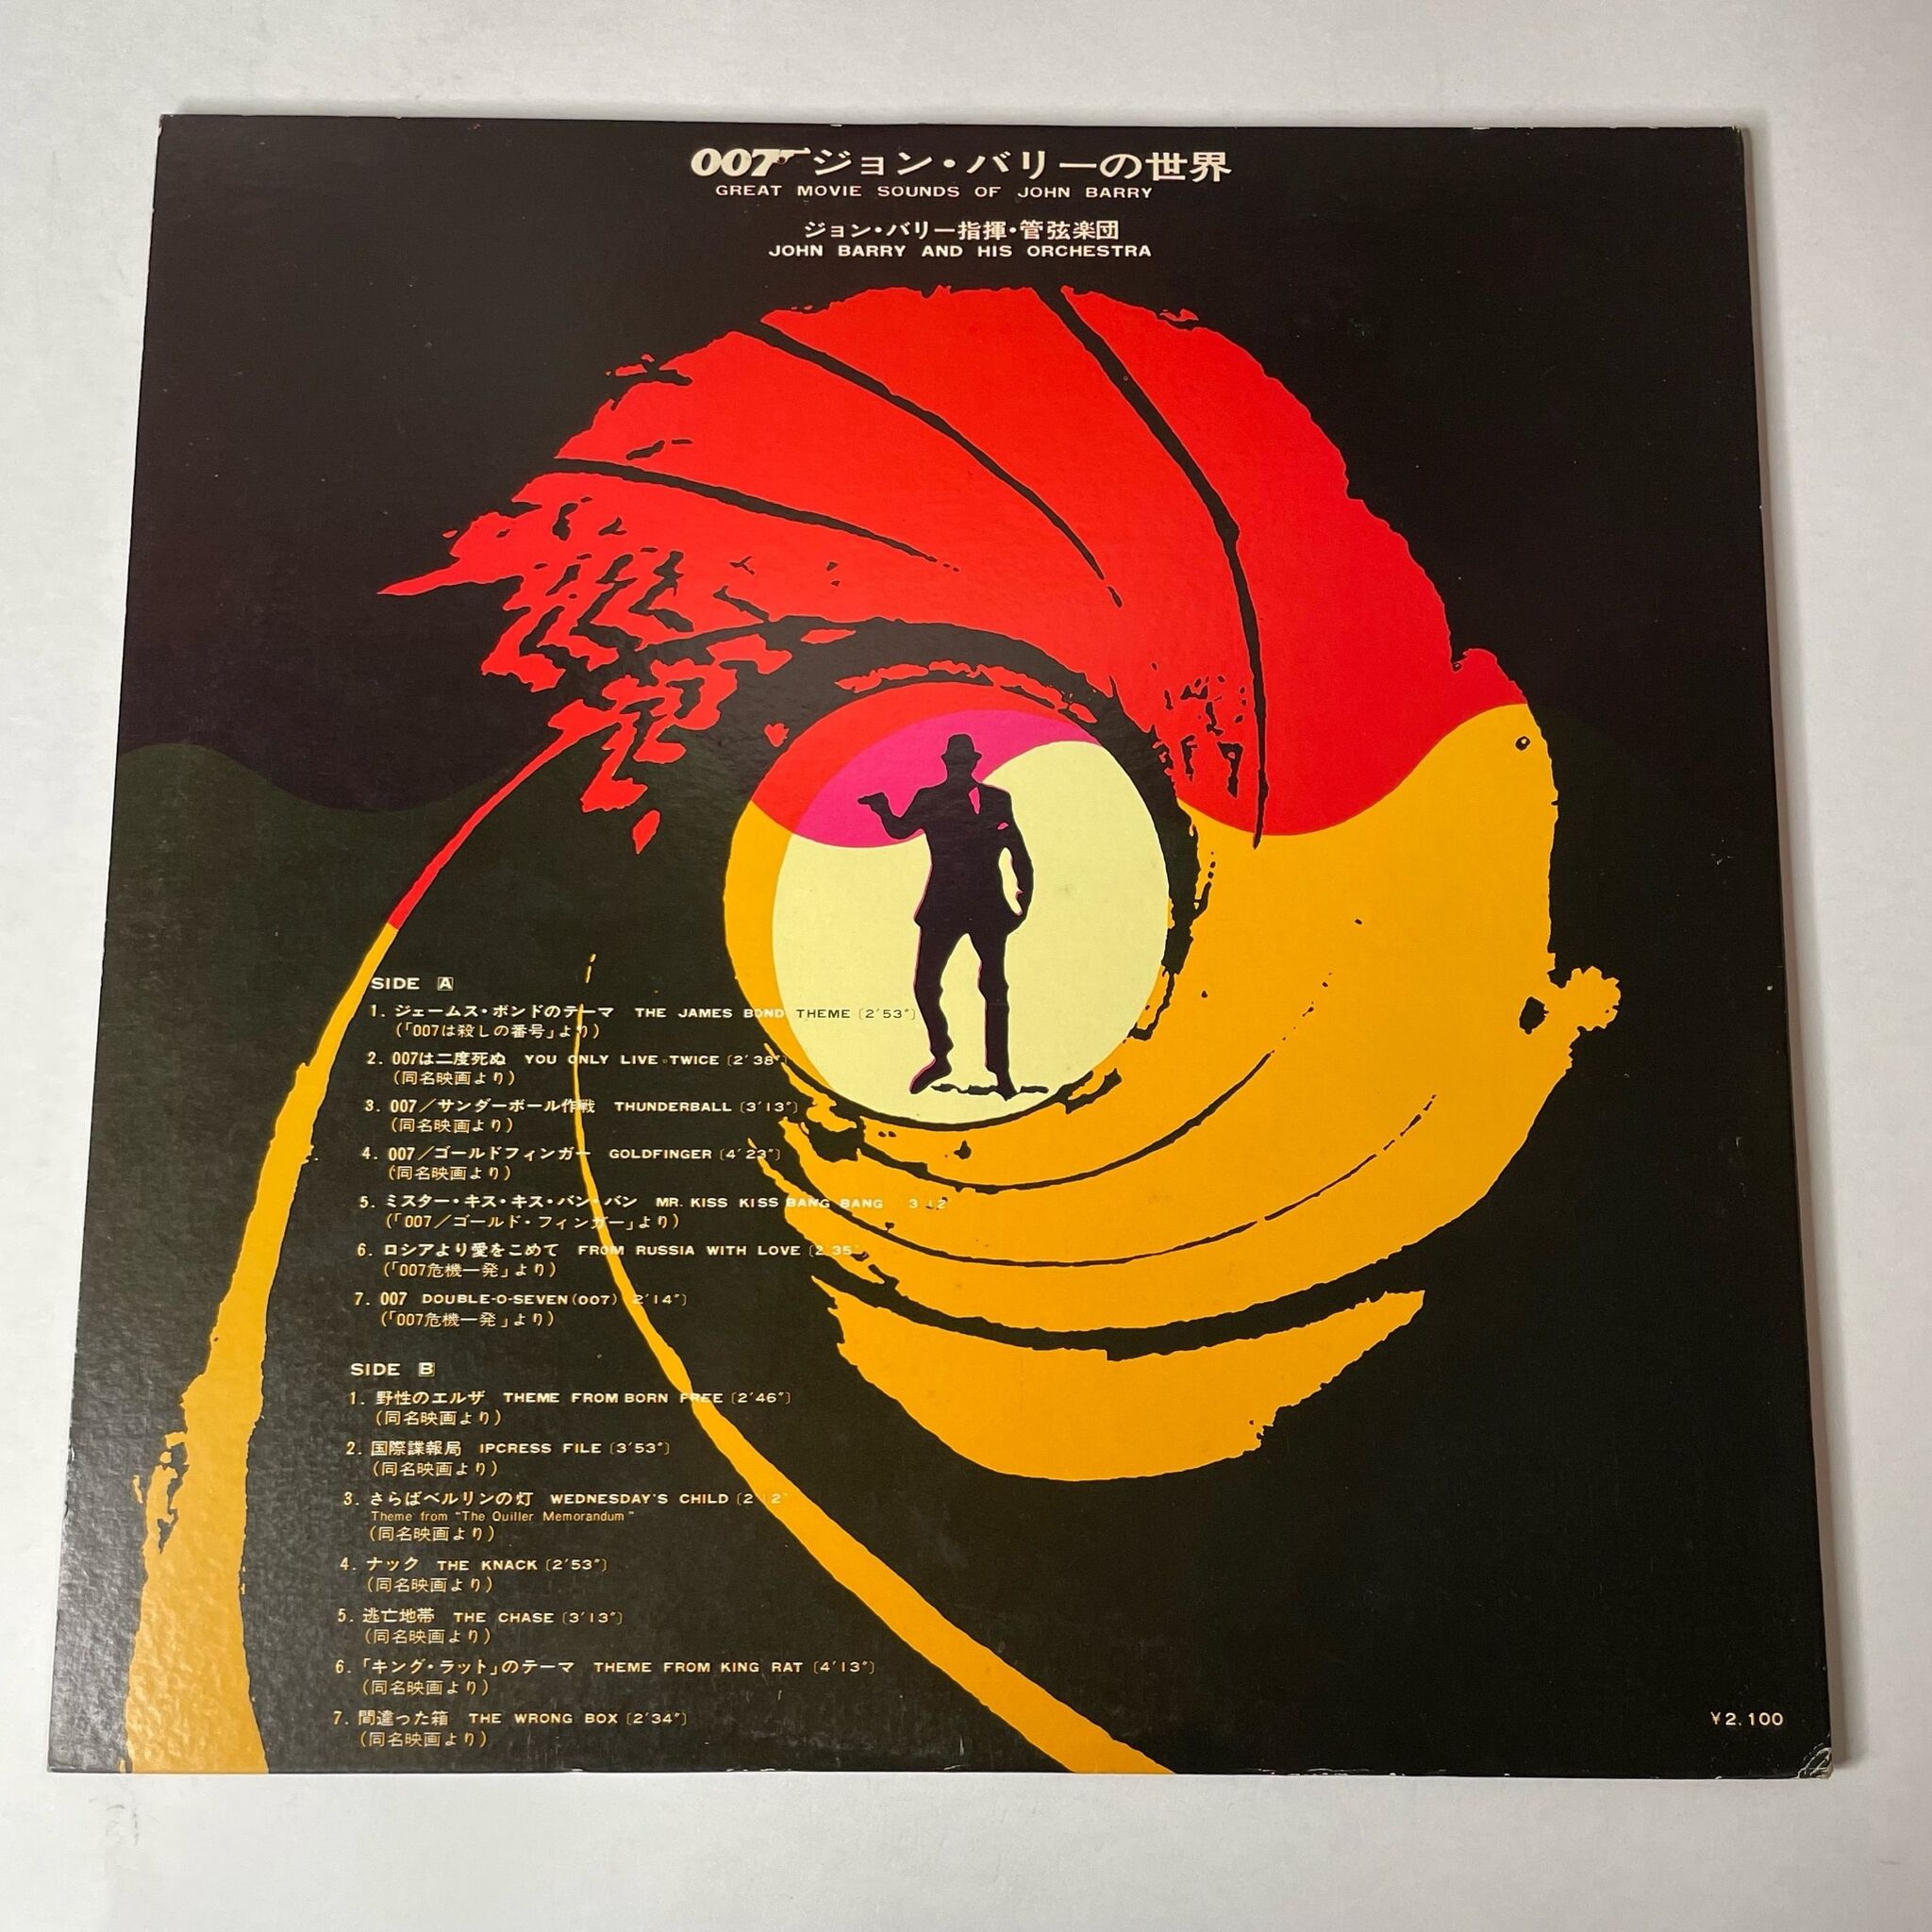 007 ジョン・バリーの世界
GREAT MOVIE SOUNDS OF JOHN BARRY
ジョン・バリー指揮・管弦楽団
JOHN BARRY AND HIS ORCHESTRA
SIDE A
1. ジェームス・ボンドのテーマ THE JAMES BOND THEME (2'53")
(「007は殺しの番号」より)
2. 007は二度死ぬ YOU ONLY LIVE TWICE (2'38")
(同名映画より)
3. 007/サンダーボール作戦 THUNDERBALL (3'13")
(同名映画より)
4. 007/ゴールドフィンガー GOLDFINGER (4'23")
(同名映画より)
5. ミスター・キス・キス・バン・バン MR. KISS KISS BANG BANG
(「007/ゴールド・フィンガー」より)
6. ロシアより愛をこめて FROM RUSSIA WITH LOVE (2'35"
(「007危機一発」より)
7. 007 DOUBLE-O-SEVEN (007) 2'14")
(「007危機一発」より)
SIDE B
1. 野性のエルザ THEME FROM BORN FREE (2'46")
(同名映画より)
2. 国際諜報局 IPCRESS FILE (3'53")
(同名映画より)
3. さらばベルリンの灯 WEDNESDAY'S CHILD
Theme from "The Quiller Memorandum"
(同名映画より)
4. ナック THE KNACK (2'53")
(同名映画より)
5. 逃亡地帯 THE CHASE (3'13")
(同名映画より)
6. 「キング・ラット」のテーマ THEME FROM KING RAT (4'13")
(同名映画より)
7. 間違った箱 THE WRONG BOX (2'34")
(同名映画より)
¥2,100